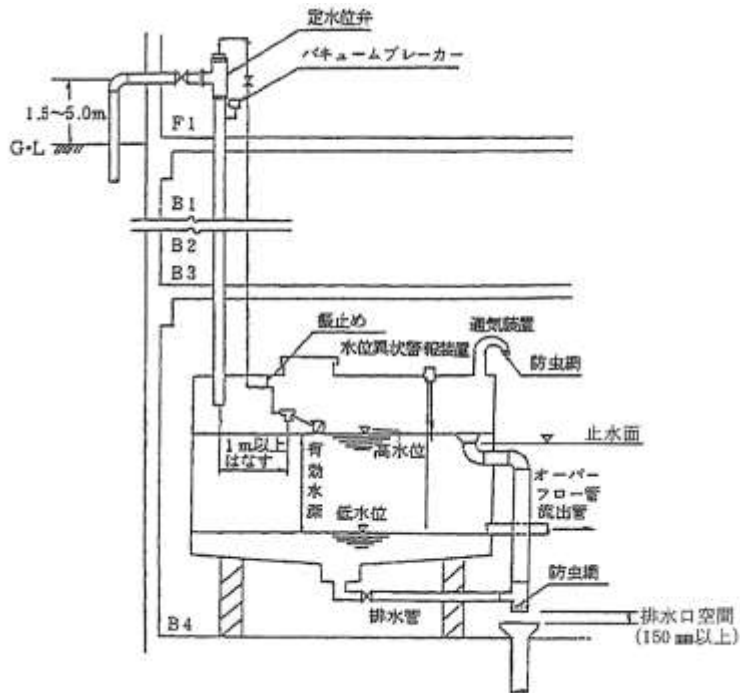 定水位弁
バキュームブレーカー
1.5~5.0m
F1
G・L
B1
B2
B3
振止め
通気装置
水位異状警報装置
防虫網
1m以上
はなす
有効水深
高水位
止水面
オーバー
フロー管
流出管
低水位
防虫網
排水管
排水口空間
(150㎜以上)
B4